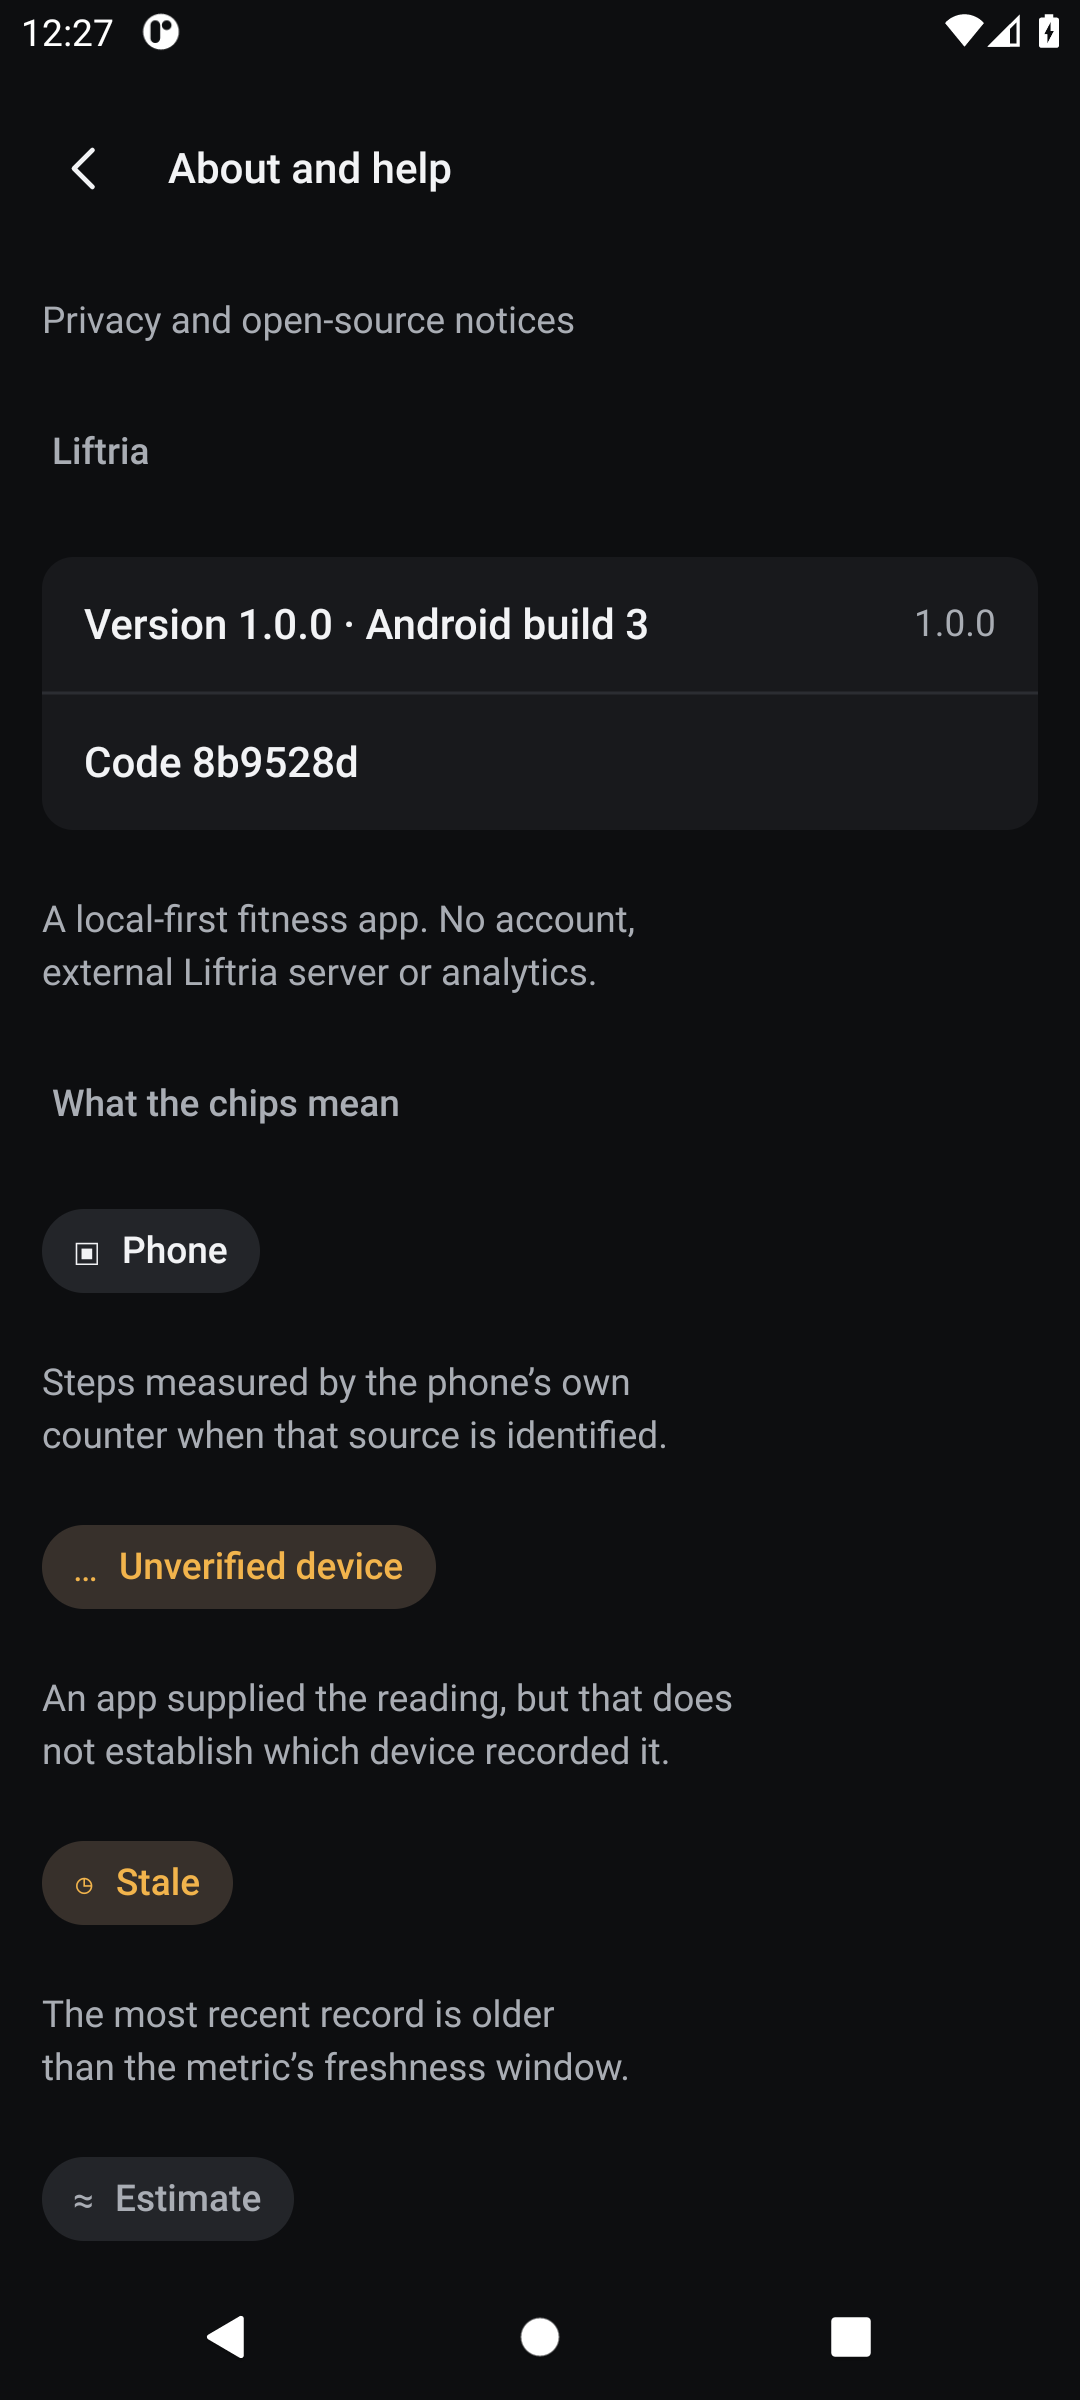 12:27
About and help
Privacy and open-source notices
Liftria
Version 1.0.0 · Android build 3 1.0.0
Code 8b9528d
A local-first fitness app. No account,
external Liftria server or analytics.
What the chips mean
▣ Phone
Steps measured by the phone’s own
counter when that source is identified.
… Unverified device
An app supplied the reading, but that does
not establish which device recorded it.
◷ Stale
The most recent record is older
than the metric’s freshness window.
≈ Estimate